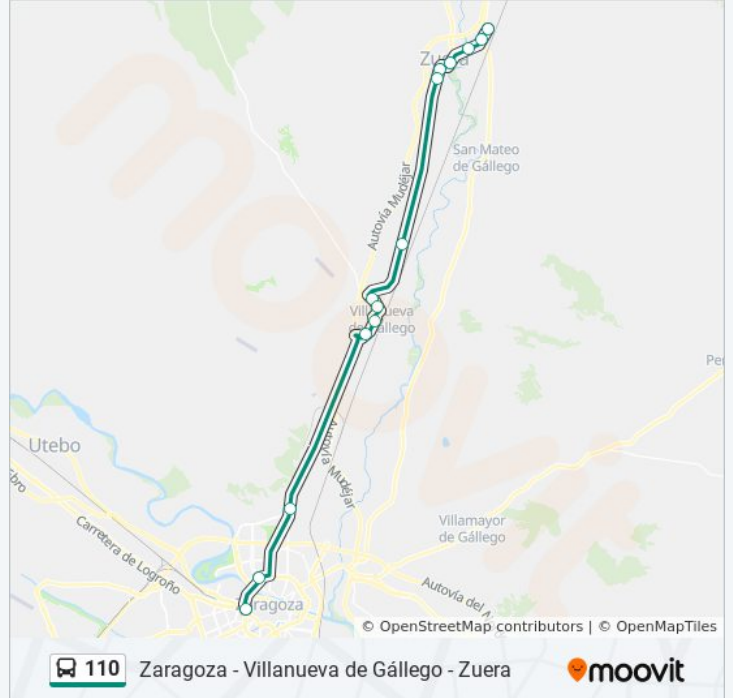 Zuera
San Mateo
de Gállego
Autovía Mudéjar
Villanueva
de Gállego
Utebo
Autovía Mudéjar
Carretera de Logroño
Villamayor
de Gállego
Autovía del
Zaragoza
moovit
© OpenStreetMap contributors | © OpenMapTiles
110 Zaragoza - Villanueva de Gállego - Zuera
moovit